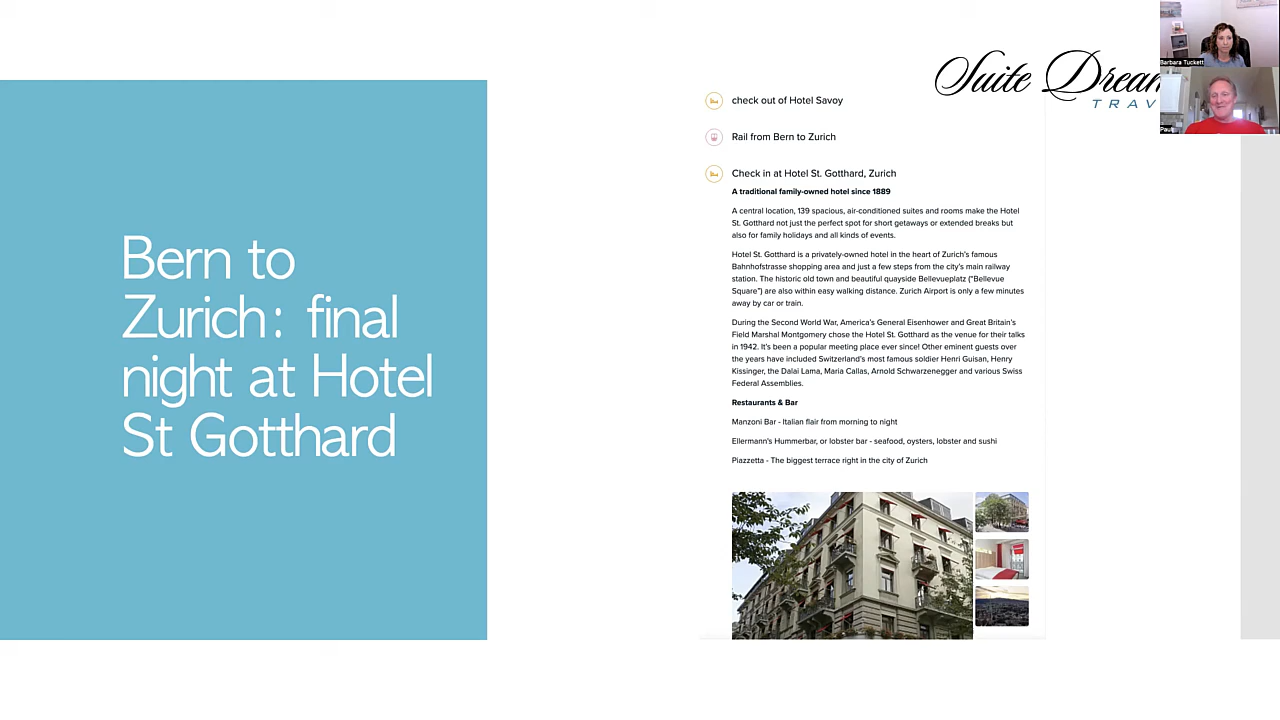 Bern to
Zurich: final
night at Hotel
St Gotthard
check out of Hotel Savoy
Rail from Bern to Zurich
Check in at Hotel St. Gotthard, Zurich
A traditional family-owned hotel since 1889
A central location, 139 spacious, air-conditioned suites and rooms make the Hotel
St. Gotthard not just the perfect spot for short getaways or extended breaks but
also for family holidays and all kinds of events.
Hotel St. Gotthard is a privately-owned hotel in the heart of Zurich's famous
Bahnhofstrasse shopping area and just a few steps from the city's main railway
station. The historic old town and beautiful quayside Bellevueplatz ("Bellevue
Square") are also within easy walking distance. Zurich Airport is only a few minutes
away by car or train.
During the Second World War, America's General Eisenhower and Great Britain's
Field Marshal Montgomery chose the Hotel St. Gotthard as the venue for their talks
in 1942. It's been a popular meeting place ever since! Other eminent guests over
the years have included Switzerland's most famous soldier Henri Guisan, Henry
Kissinger, the Dalai Lama, Maria Callas, Arnold Schwarzenegger and various Swiss
Federal Assemblies.
Restaurants & Bar
Manzoni Bar - Italian flair from morning to night
Ellermann's Hummerbar, or lobster bar - seafood, oysters, lobster and sushi
Piazzetta - The biggest terrace right in the city of Zurich
Suite Dream
TRAV
Barbara Tuckett
Paul